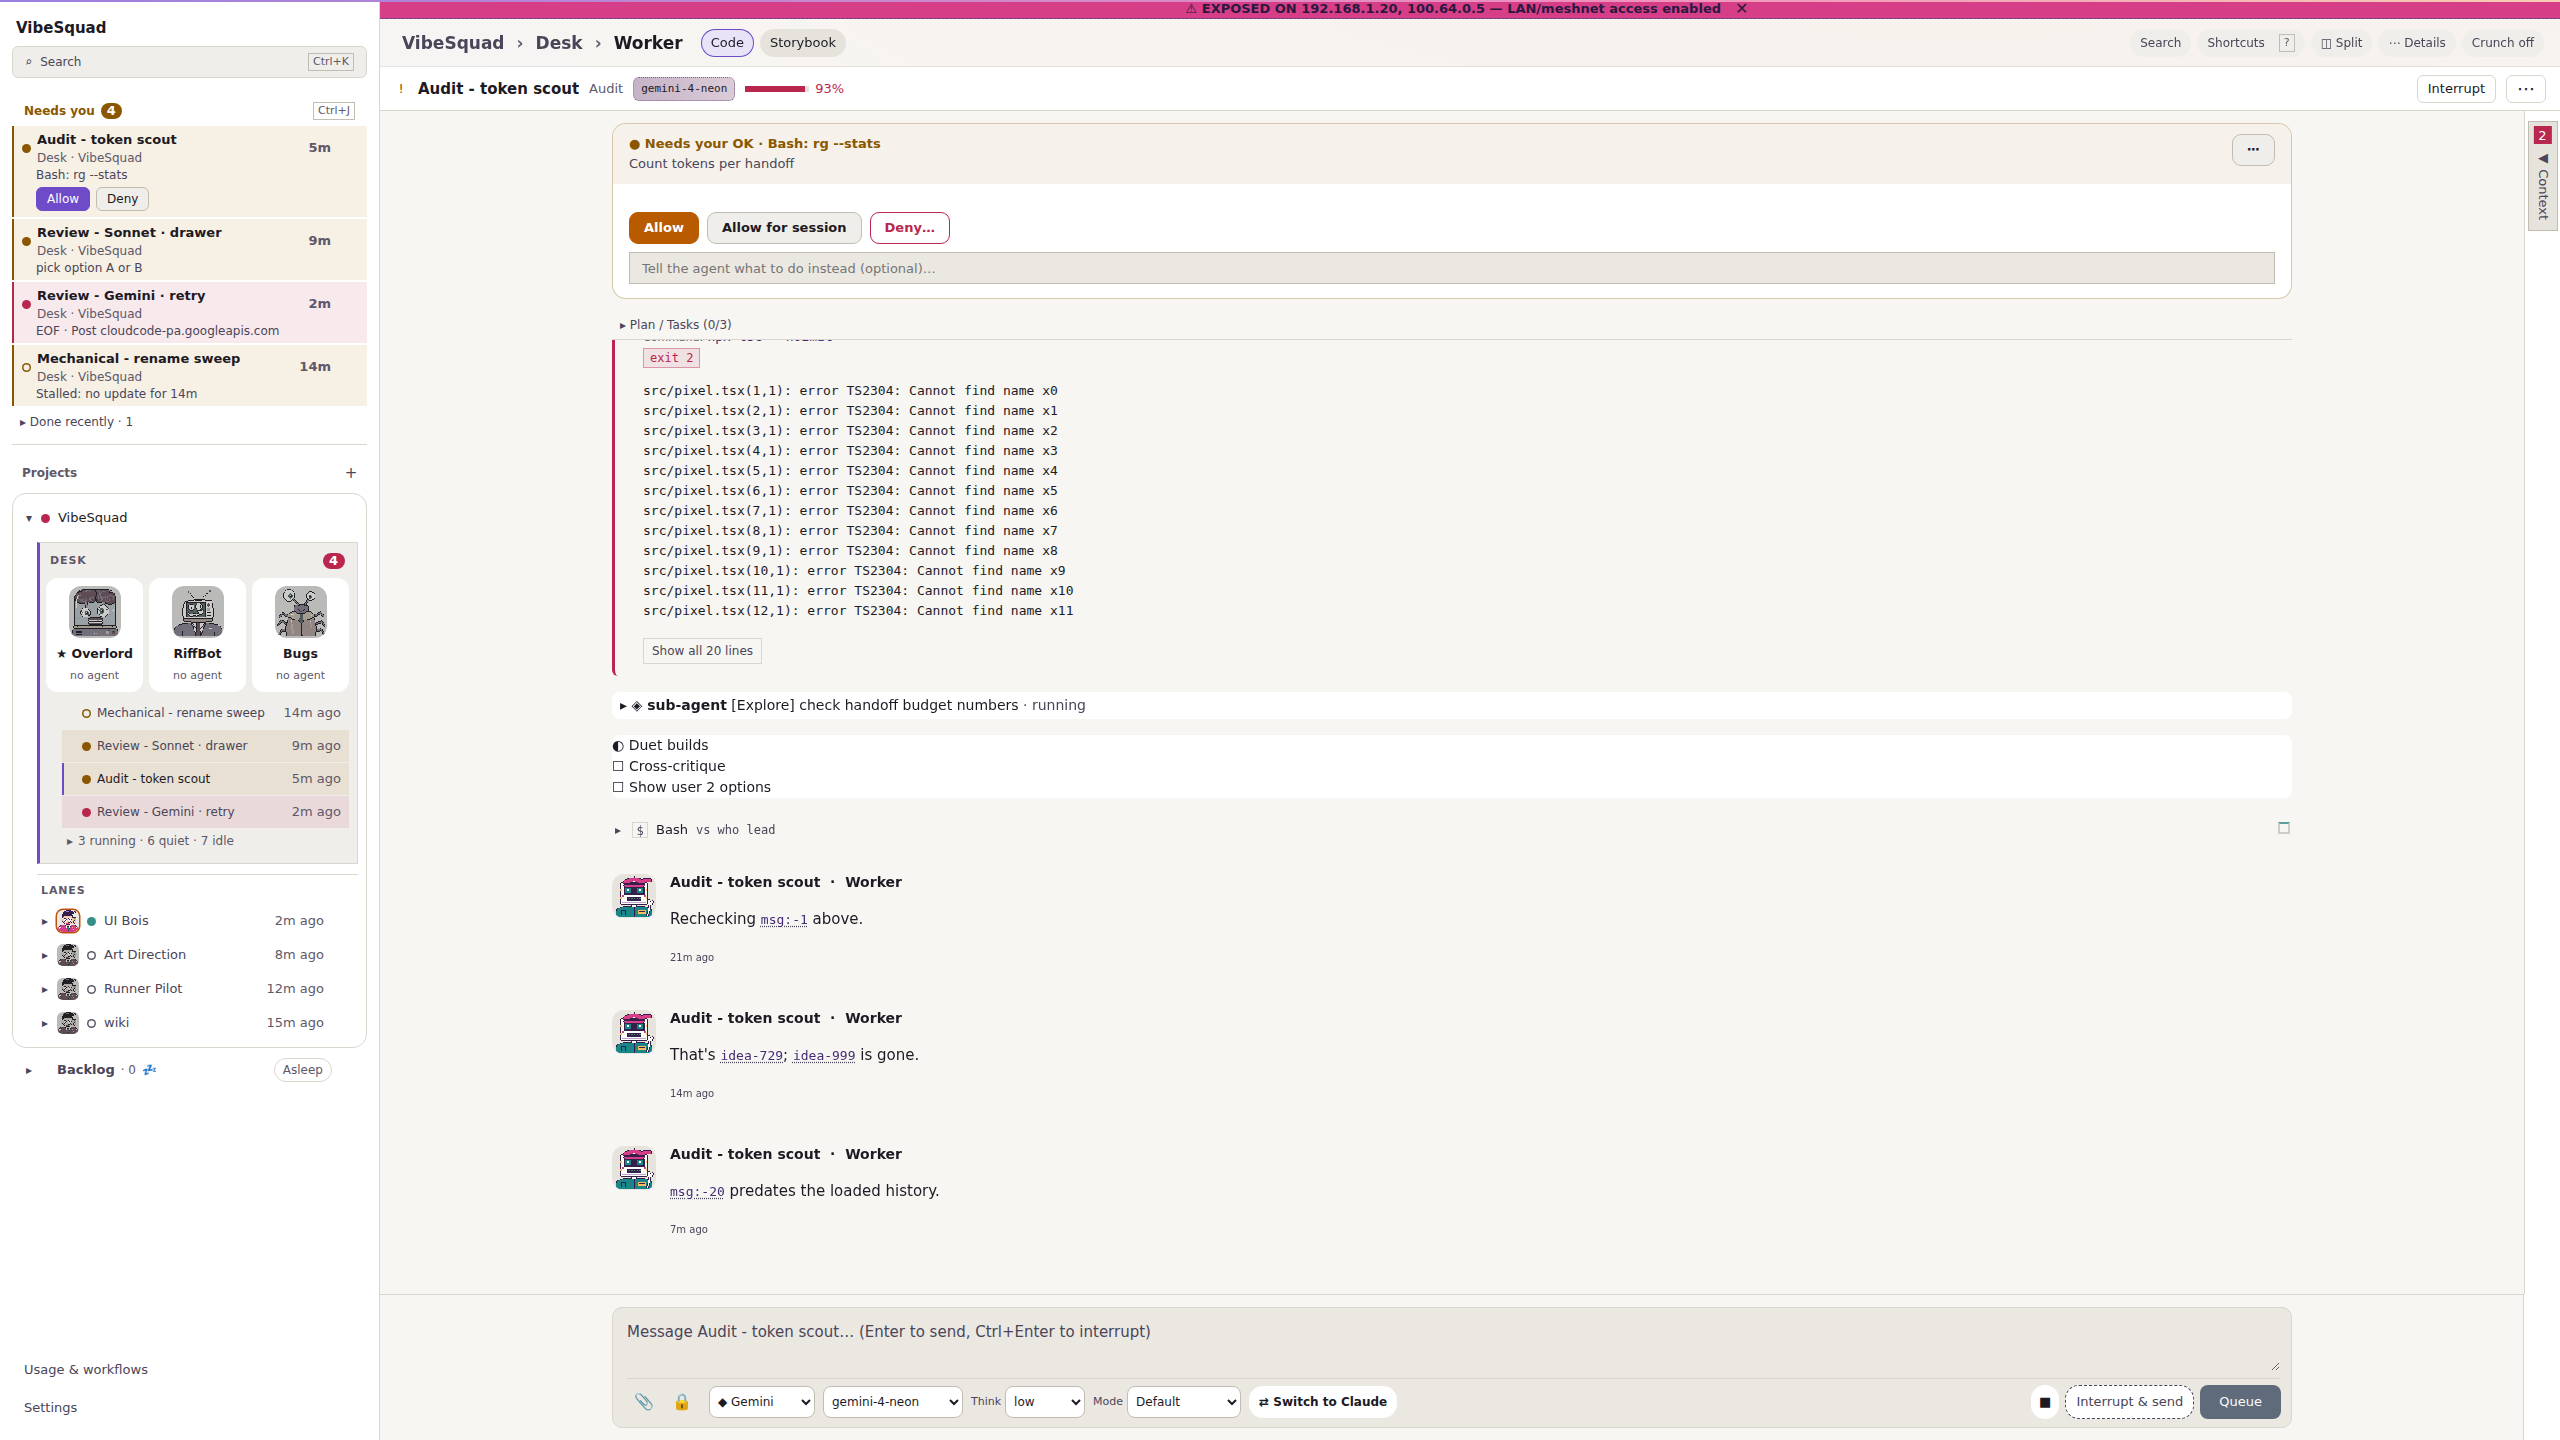 ⚠ EXPOSED ON 192.168.1.20, 100.64.0.5 — LAN/meshnet access enabled ✕
VibeSquad
Search Ctrl+K
Needs you 4 Ctrl+J
Audit - token scout 5m
Desk · VibeSquad
Bash: rg --stats
Allow Deny
Review - Sonnet · drawer 9m
Desk · VibeSquad
pick option A or B
Review - Gemini · retry 2m
Desk · VibeSquad
EOF · Post cloudcode-pa.googleapis.com
Mechanical - rename sweep 14m
Desk · VibeSquad
Stalled: no update for 14m
▸ Done recently · 1
Projects +
▾ VibeSquad
DESK 4
★ Overlord RiffBot Bugs
no agent no agent no agent
Mechanical - rename sweep 14m ago
Review - Sonnet · drawer 9m ago
Audit - token scout 5m ago
Review - Gemini · retry 2m ago
▸ 3 running · 6 quiet · 7 idle
LANES
▸ UI Bois 2m ago
▸ Art Direction 8m ago
▸ Runner Pilot 12m ago
▸ wiki 15m ago
▸ Backlog · 0 💤 Asleep
Usage & workflows
Settings
VibeSquad › Desk › Worker Code Storybook Search Shortcuts ? ◫ Split ⋯ Details Crunch off
! Audit - token scout Audit gemini-4-neon 93% Interrupt ⋯
● Needs your OK · Bash: rg --stats ⋯
Count tokens per handoff
Allow Allow for session Deny…
Tell the agent what to do instead (optional)…
▸ Plan / Tasks (0/3)
exit 2
src/pixel.tsx(1,1): error TS2304: Cannot find name x0
src/pixel.tsx(2,1): error TS2304: Cannot find name x1
src/pixel.tsx(3,1): error TS2304: Cannot find name x2
src/pixel.tsx(4,1): error TS2304: Cannot find name x3
src/pixel.tsx(5,1): error TS2304: Cannot find name x4
src/pixel.tsx(6,1): error TS2304: Cannot find name x5
src/pixel.tsx(7,1): error TS2304: Cannot find name x6
src/pixel.tsx(8,1): error TS2304: Cannot find name x7
src/pixel.tsx(9,1): error TS2304: Cannot find name x8
src/pixel.tsx(10,1): error TS2304: Cannot find name x9
src/pixel.tsx(11,1): error TS2304: Cannot find name x10
src/pixel.tsx(12,1): error TS2304: Cannot find name x11
Show all 20 lines
▸ ◈ sub-agent [Explore] check handoff budget numbers · running
◐ Duet builds
☐ Cross-critique
☐ Show user 2 options
▸ $ Bash vs who lead
Audit - token scout · Worker
Rechecking msg:-1 above.
21m ago
Audit - token scout · Worker
That's idea-729; idea-999 is gone.
14m ago
Audit - token scout · Worker
msg:-20 predates the loaded history.
7m ago
Message Audit - token scout… (Enter to send, Ctrl+Enter to interrupt)
◆ Gemini gemini-4-neon Think low Mode Default ⇄ Switch to Claude ■ Interrupt & send Queue
2 ◀ Context